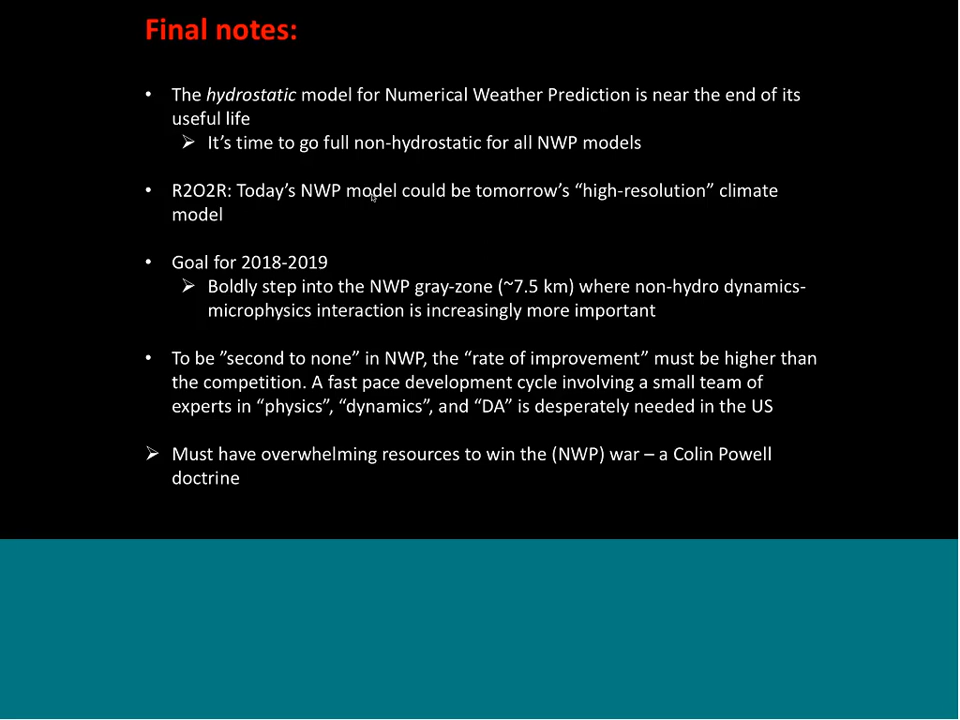 Final notes:
• The hydrostatic model for Numerical Weather Prediction is near the end of its
useful life
➢ It’s time to go full non-hydrostatic for all NWP models
• R2O2R: Today’s NWP model could be tomorrow’s “high-resolution” climate
model
• Goal for 2018-2019
➢ Boldly step into the NWP gray-zone (~7.5 km) where non-hydro dynamics-
microphysics interaction is increasingly more important
• To be ”second to none” in NWP, the “rate of improvement” must be higher than
the competition. A fast pace development cycle involving a small team of
experts in “physics”, “dynamics”, and “DA” is desperately needed in the US
➢ Must have overwhelming resources to win the (NWP) war – a Colin Powell
doctrine